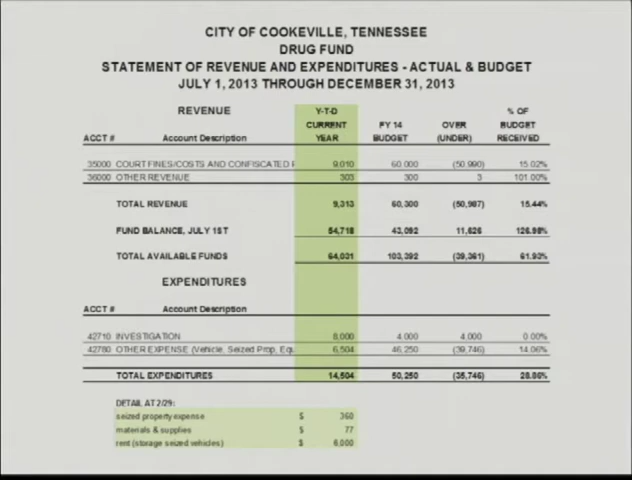 CITY OF COOKEVILLE, TENNESSEE
DRUG FUND
STATEMENT OF REVENUE AND EXPENDITURES - ACTUAL & BUDGET
JULY 1, 2013 THROUGH DECEMBER 31, 2013
REVENUE Y-T-D % OF
CURRENT FY 14 OVER BUDGET
ACCT # Account Description YEAR BUDGET (UNDER) RECEIVED
35000 COURT FINES/COSTS AND CONFISCATED F 9,010 60,000 (50,990) 15.02%
36000 OTHER REVENUE 303 300 3 101.00%
TOTAL REVENUE 9,313 60,300 (50,987) 15.44%
FUND BALANCE, JULY 1ST 54,718 43,092 11,626 126.98%
TOTAL AVAILABLE FUNDS 64,031 103,392 (39,361) 61.93%
EXPENDITURES
ACCT # Account Description
42710 INVESTIGATION 8,000 4,000 4,000 0.00%
42780 OTHER EXPENSE (Vehicle, Seized Prop, Equ 6,504 46,250 (39,746) 14.06%
TOTAL EXPENDITURES 14,504 50,250 (35,746) 28.86%
DETAIL AT 2/29:
seized property expense $ 360
materials & supplies $ 77
rent (storage seized vehicles) $ 6,000